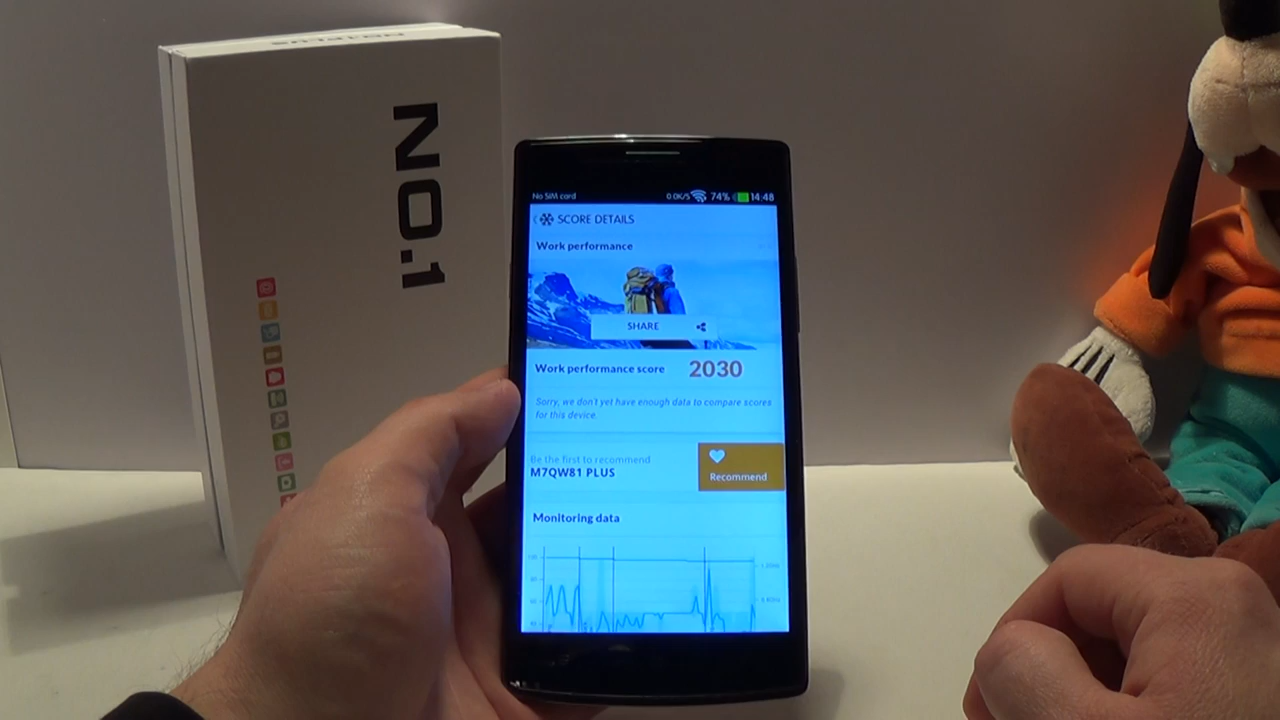 NO.1
No SIM card 0.0K/S 74% 14:48
SCORE DETAILS
Work performance
SHARE
Work performance score 2030
Sorry, we don't yet have enough data to compare scores
for this device.
Be the first to recommend
M7QW81 PLUS
Recommend
Monitoring data